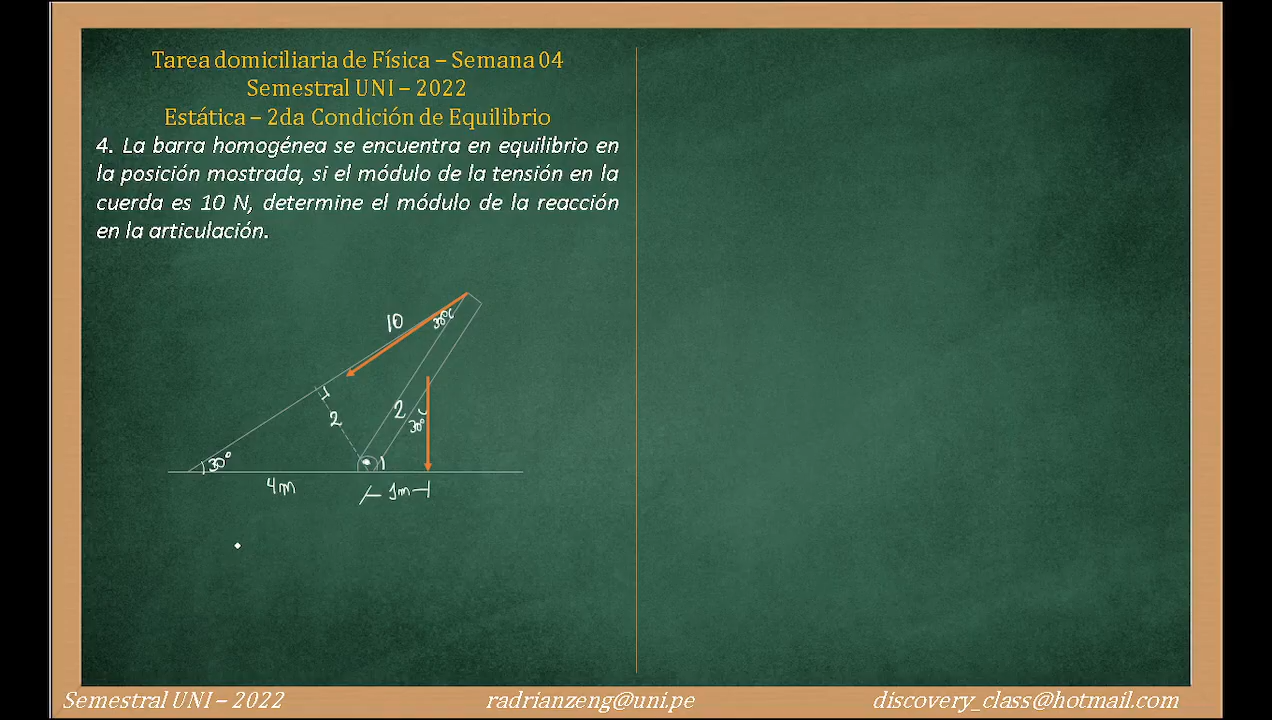 Tarea domiciliaria de Física – Semana 04
Semestral UNI – 2022
Estática – 2da Condición de Equilibrio
4. La barra homogénea se encuentra en equilibrio en
la posición mostrada, si el módulo de la tensión en la
cuerda es 10 N, determine el módulo de la reacción
en la articulación.
10
30°
2
2
30°
30°
4m
1m
Semestral UNI – 2022
radrianzeng@uni.pe
discovery_class@hotmail.com